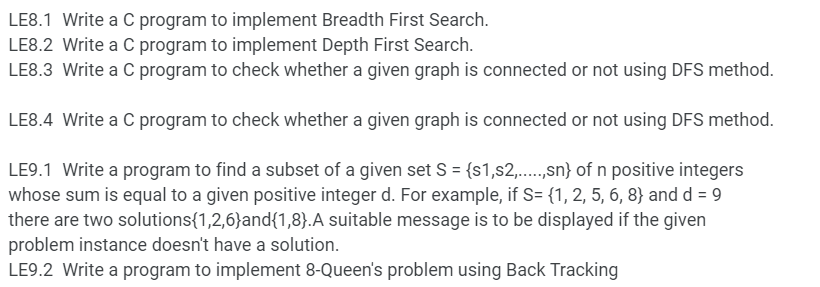 LE8.1 Write a C program to implement Breadth First Search.
LE8.2 Write a C program to implement Depth First Search.
LE8.3 Write a C program to check whether a given graph is connected or not using DFS method.
LE8.4 Write a C program to check whether a given graph is connected or not using DFS method.
LE9.1 Write a program to find a subset of a given set S = {s1,s2,.....,sn} of n positive integers
whose sum is equal to a given positive integer d. For example, if S= {1, 2, 5, 6, 8} and d = 9
there are two solutions{1,2,6}and{1,8}.A suitable message is to be displayed if the given
problem instance doesn't have a solution.
LE9.2 Write a program to implement 8-Queen's problem using Back Tracking